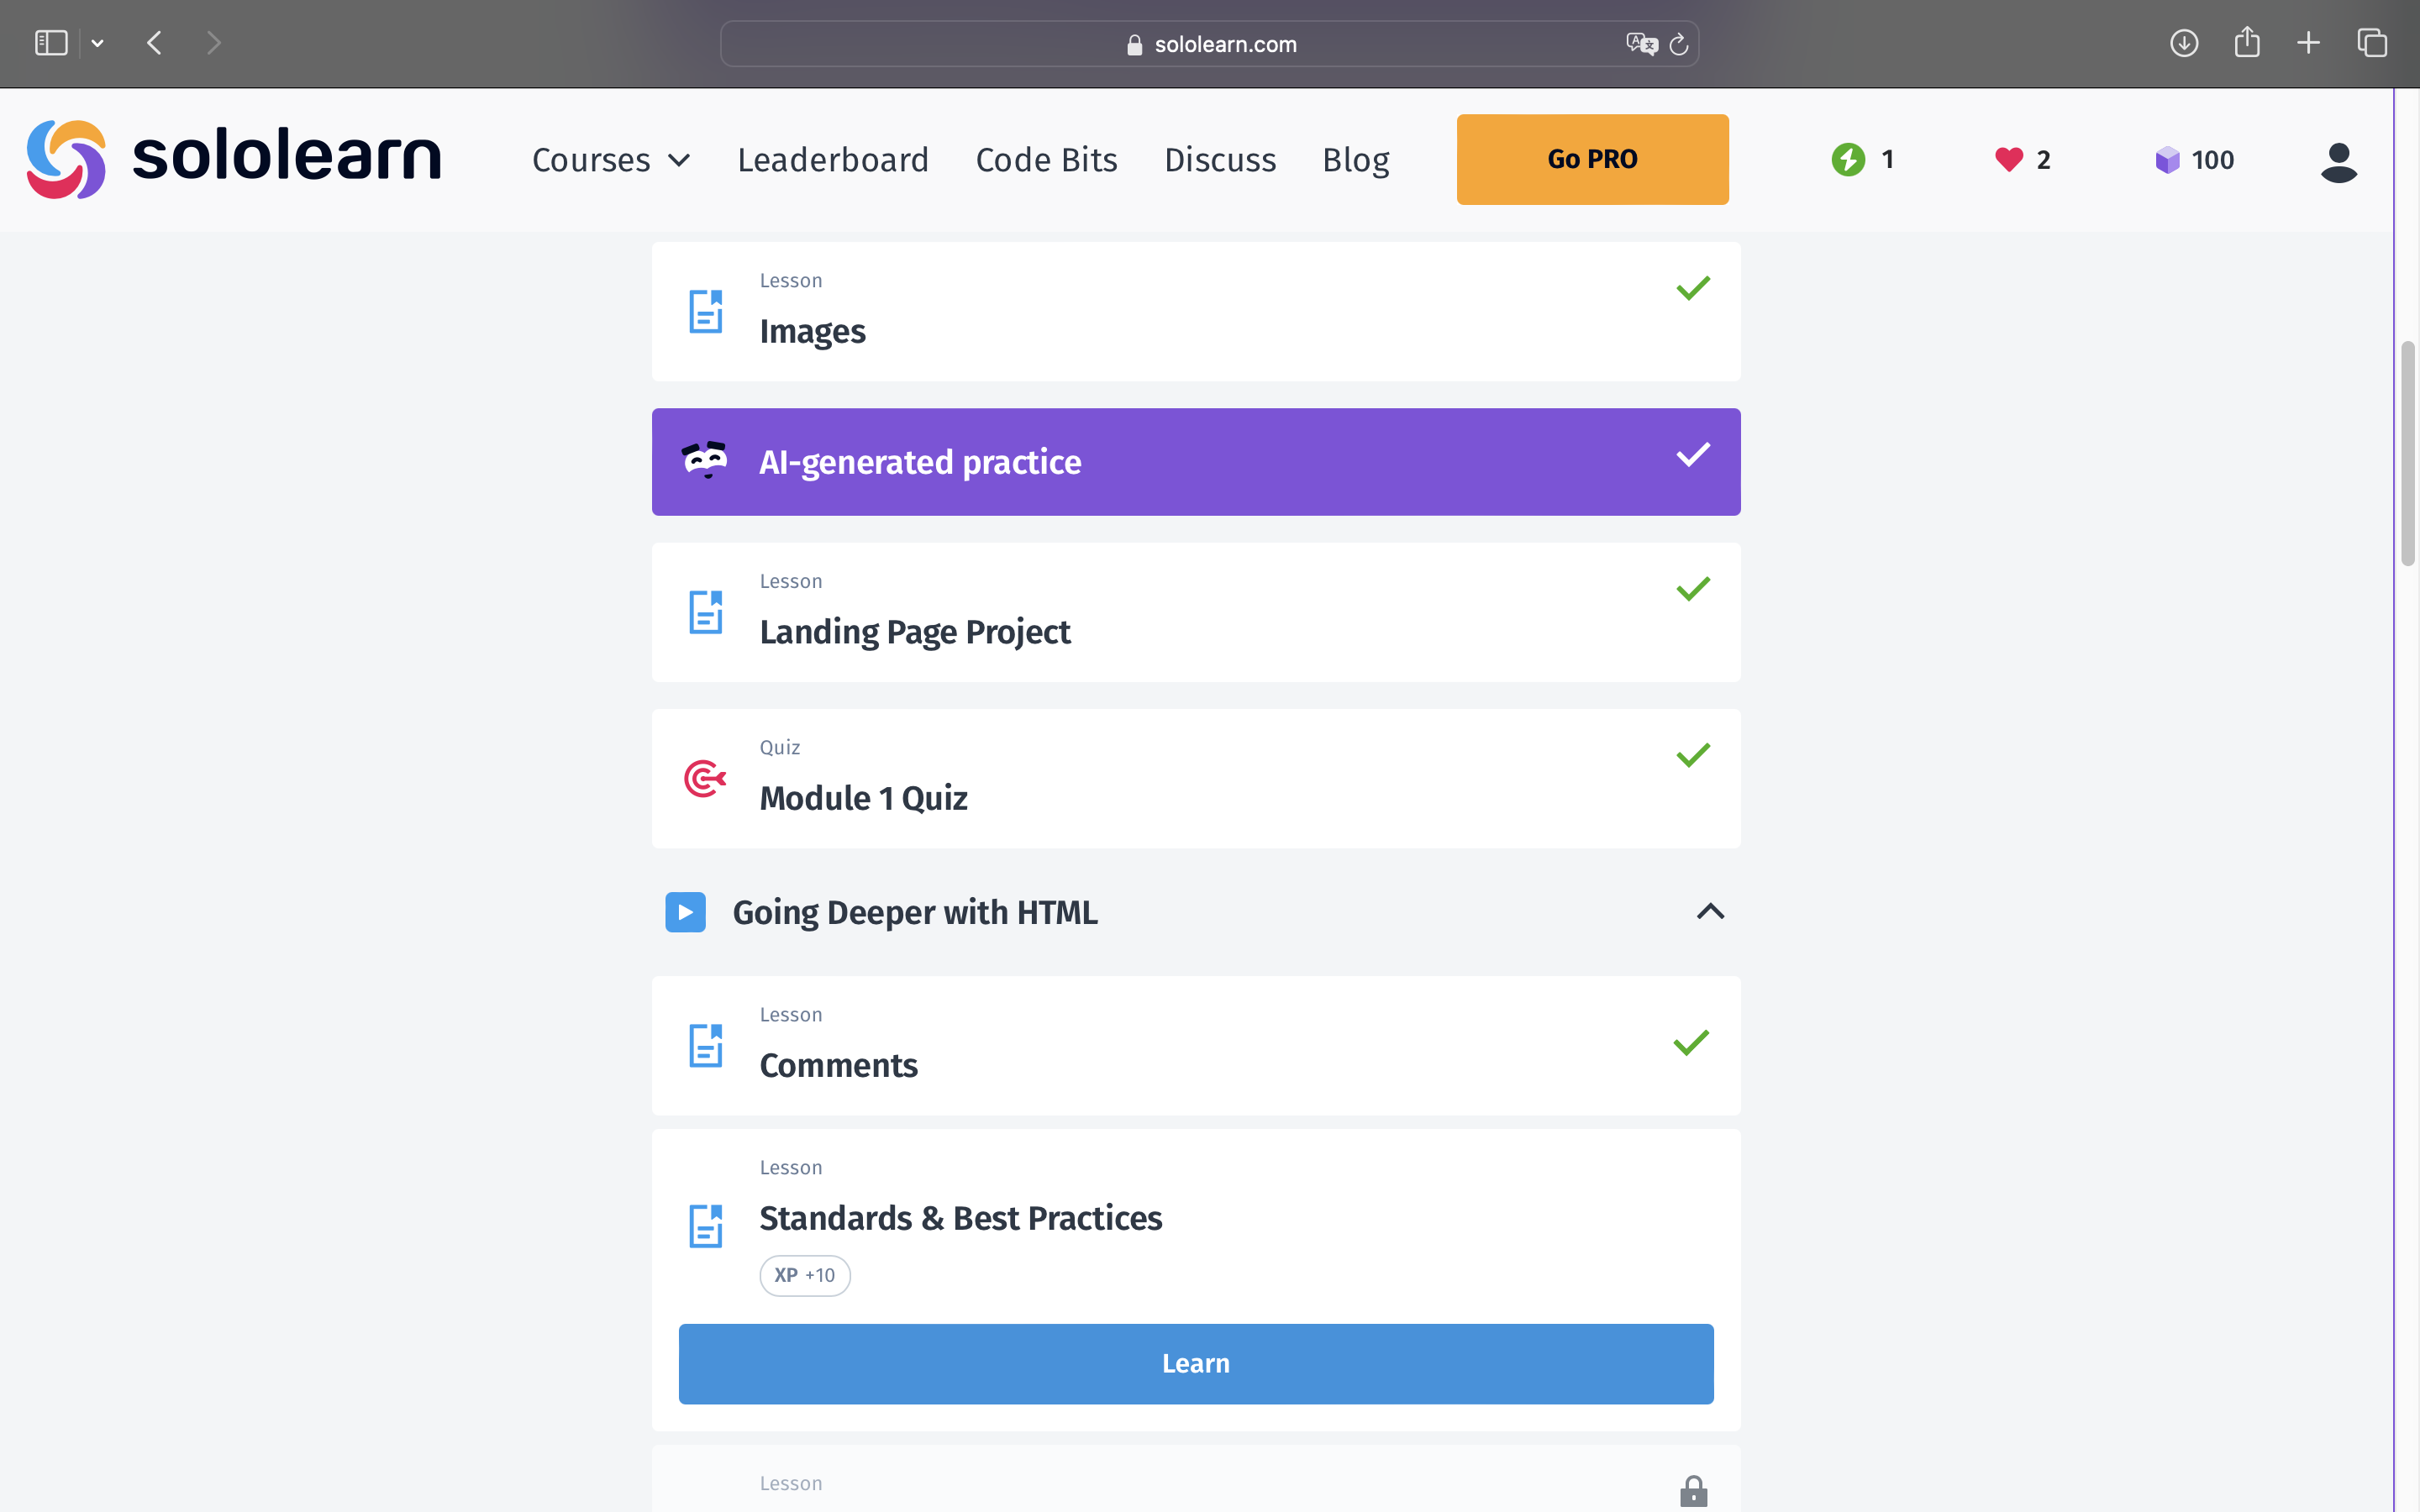 sololearn.com
sololearn
Courses Leaderboard Code Bits Discuss Blog Go PRO 1 2 100
Lesson
Images
AI-generated practice
Lesson
Landing Page Project
Quiz
Module 1 Quiz
Going Deeper with HTML
Lesson
Comments
Lesson
Standards & Best Practices
XP +10
Learn
Lesson